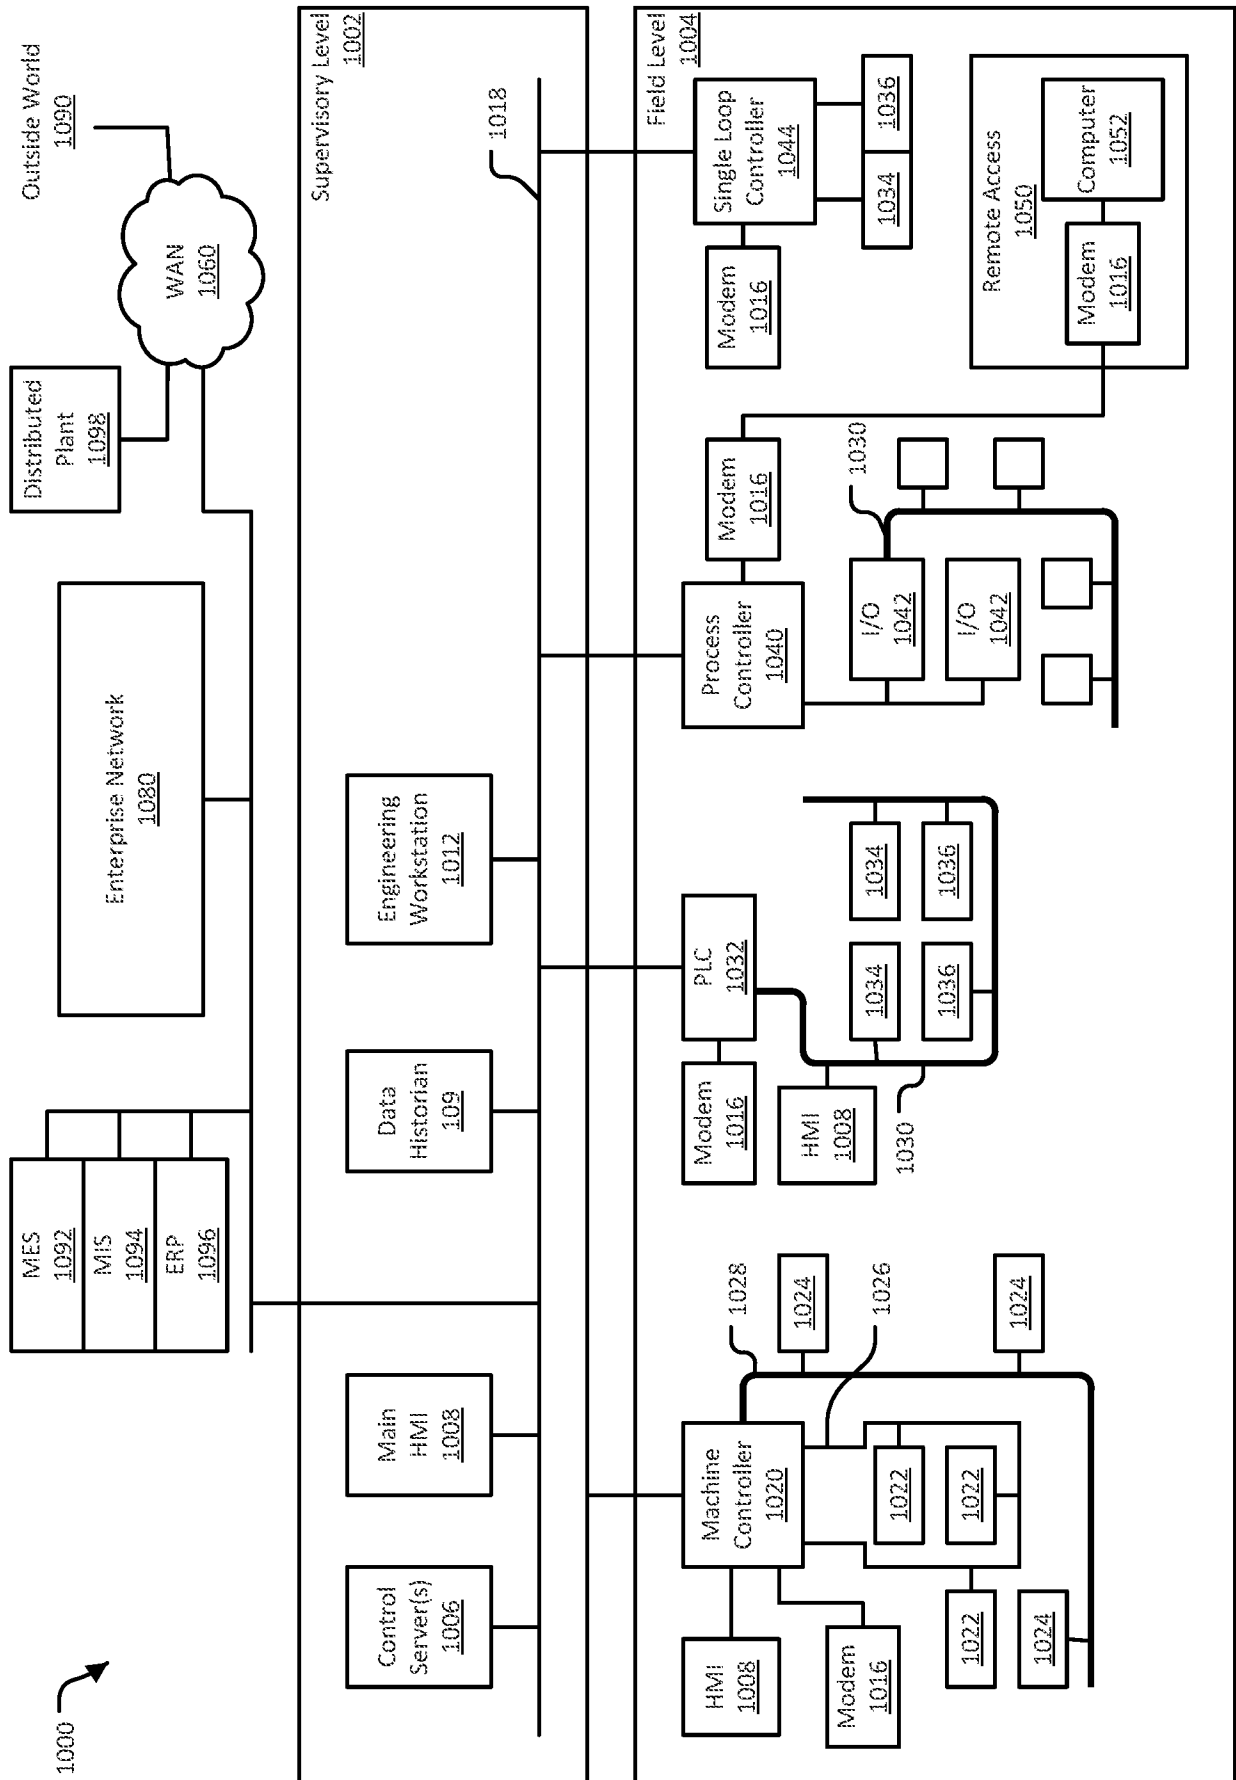 1000
MES
1092
MIS
1094
ERP
1096
Enterprise Network
1080
Distributed
Plant
1098
WAN
1060
Outside World
1090
Supervisory Level
1002
Control
Server(s)
1006
Main
HMI
1008
Data
Historian
109
Engineering
Workstation
1012
1018
Field Level
1004
HMI
1008
Modem
1016
Machine
Controller
1020
1022
1022
1022
1024
1024
1024
1026
1028
Modem
1016
PLC
1032
HMI
1008
1030
1034
1036
1034
1036
Process
Controller
1040
Modem
1016
I/O
1042
I/O
1042
1030
Modem
1016
Single Loop
Controller
1044
1034
1036
Remote Access
1050
Modem
1016
Computer
1052